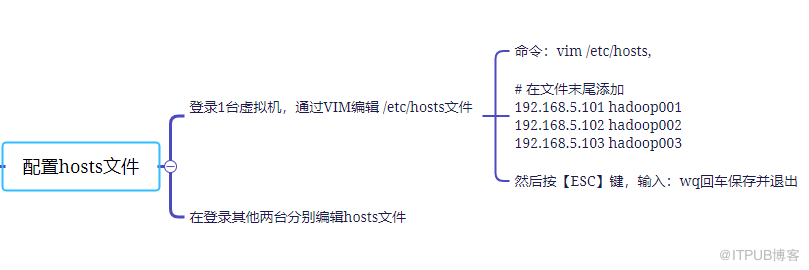 命令：vim /etc/hosts,
# 在文件末尾添加
登录1台虚拟机，通过VIM编辑 /etc/hosts文件
192.168.5.101 hadoop001
192.168.5.102 hadoop002
192.168.5.103 hadoop003
配置hosts文件
然后按【ESC】键，输入：wq回车保存并退出
在登录其他两台分别编辑hosts文件
@ITPUB博客